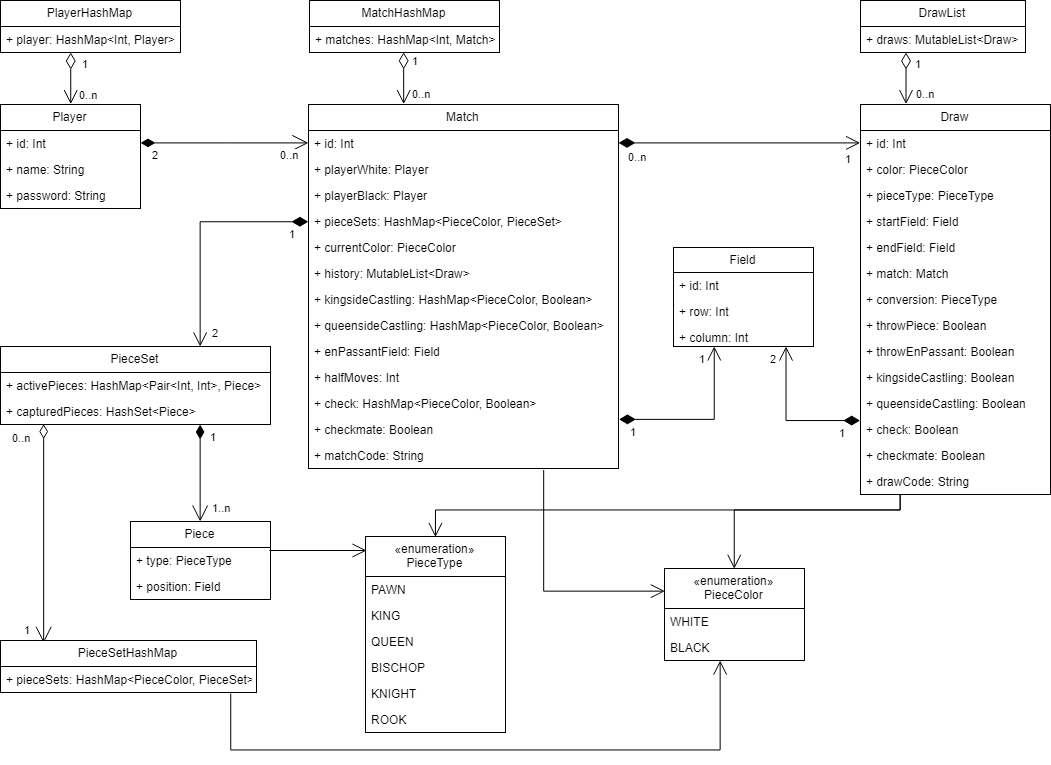 PlayerHashMap
+ player: HashMap<Int, Player>
MatchHashMap
+ matches: HashMap<Int, Match>
DrawList
+ draws: MutableList<Draw>
1
0..n
1
0..n
1
0..n
Player
+ id: Int
+ name: String
+ password: String
2
0..n
Match
+ id: Int
+ playerWhite: Player
+ playerBlack: Player
+ pieceSets: HashMap<PieceColor, PieceSet>
+ currentColor: PieceColor
+ history: MutableList<Draw>
+ kingsideCastling: HashMap<PieceColor, Boolean>
+ queensideCastling: HashMap<PieceColor, Boolean>
+ enPassantField: Field
+ halfMoves: Int
+ check: HashMap<PieceColor, Boolean>
+ checkmate: Boolean
+ matchCode: String
0..n
1
Draw
+ id: Int
+ color: PieceColor
+ pieceType: PieceType
+ startField: Field
+ endField: Field
+ match: Match
+ conversion: PieceType
+ throwPiece: Boolean
+ throwEnPassant: Boolean
+ kingsideCastling: Boolean
+ queensideCastling: Boolean
+ check: Boolean
+ checkmate: Boolean
+ drawCode: String
1
2
Field
+ id: Int
+ row: Int
+ column: Int
1
2
1
1
PieceSet
+ activePieces: HashMap<Pair<Int, Int>, Piece>
+ capturedPieces: HashSet<Piece>
0..n
1
1..n
Piece
+ type: PieceType
+ position: Field
1
PieceSetHashMap
+ pieceSets: HashMap<PieceColor, PieceSet>
«enumeration»
PieceType
PAWN
KING
QUEEN
BISCHOP
KNIGHT
ROOK
«enumeration»
PieceColor
WHITE
BLACK